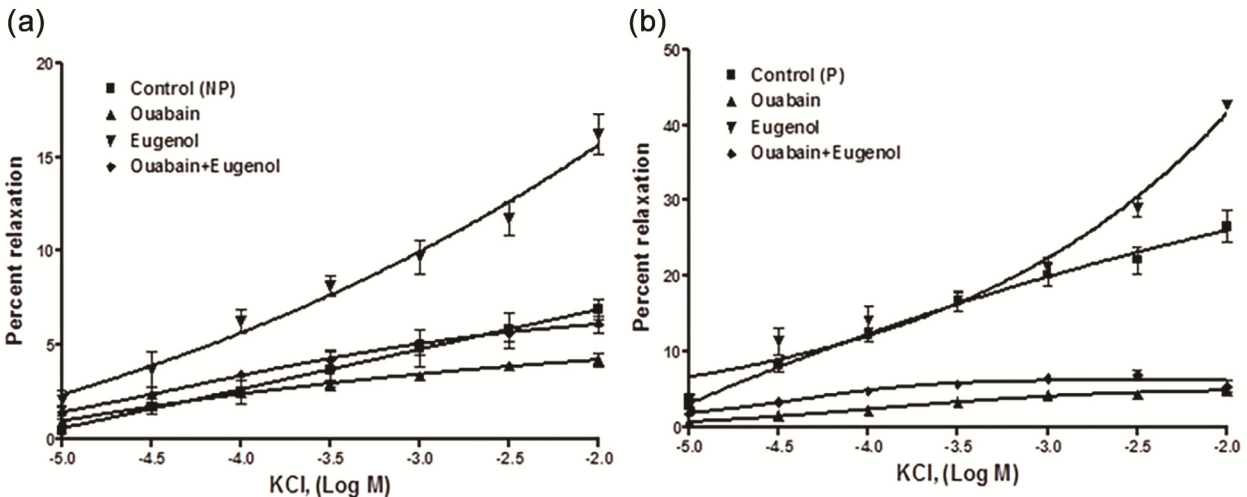 (a)
20
15
10
5
0
Percent relaxation
Control (NP)
Ouabain
Eugenol
Ouabain+Eugenol
-5.0 -4.5 -4.0 -3.5 -3.0 -2.5 -2.0
KCl, (Log M)
(b)
50
40
30
20
10
0
Percent relaxation
Control (P)
Ouabain
Eugenol
Ouabain+Eugenol
-5.0 -4.5 -4.0 -3.5 -3.0 -2.5 -2.0
KCl, (Log M)